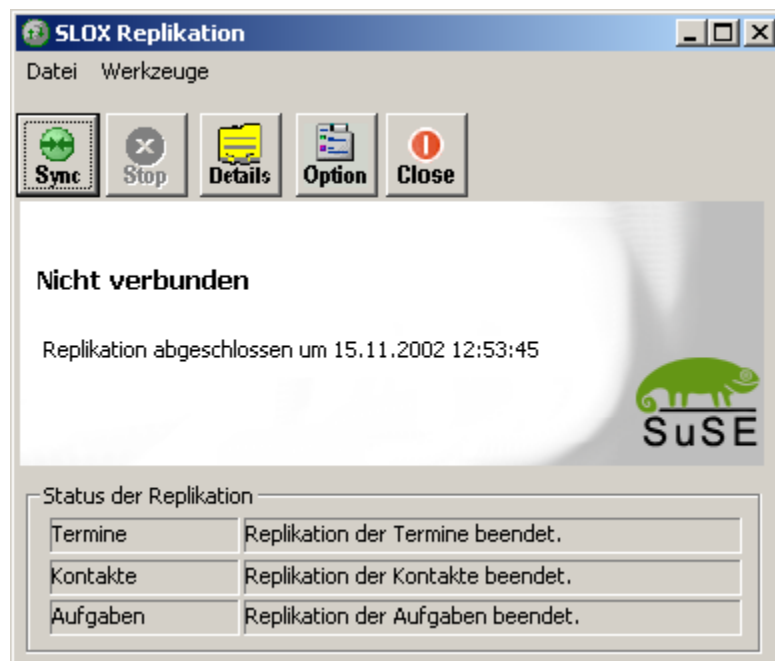 SLOX Replikation
Datei Werkzeuge
Sync Stop Details Option Close
Nicht verbunden
Replikation abgeschlossen um 15.11.2002 12:53:45
SuSE
Status der Replikation
Termine Replikation der Termine beendet.
Kontakte Replikation der Kontakte beendet.
Aufgaben Replikation der Aufgaben beendet.